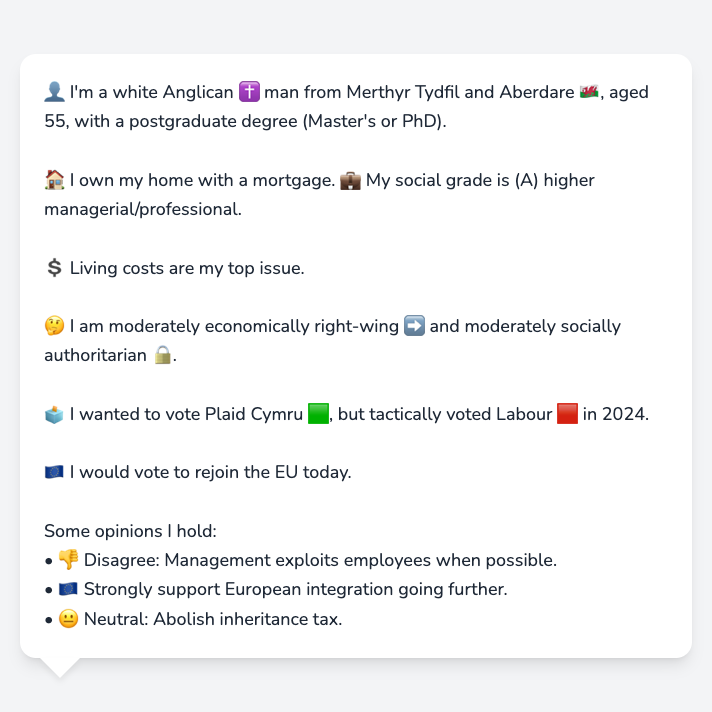 👤 I'm a white Anglican ✝️ man from Merthyr Tydfil and Aberdare 🏴󠁧󠁢󠁷󠁬󠁳󠁿, aged
55, with a postgraduate degree (Master's or PhD).
🏠 I own my home with a mortgage. 💼 My social grade is (A) higher
managerial/professional.
💲 Living costs are my top issue.
🤔 I am moderately economically right-wing ➡️ and moderately socially
authoritarian 🔒.
🗳️ I wanted to vote Plaid Cymru 🟩, but tactically voted Labour 🟥 in 2024.
🇪🇺 I would vote to rejoin the EU today.
Some opinions I hold:
• 👎 Disagree: Management exploits employees when possible.
• 🇪🇺 Strongly support European integration going further.
• 😐 Neutral: Abolish inheritance tax.